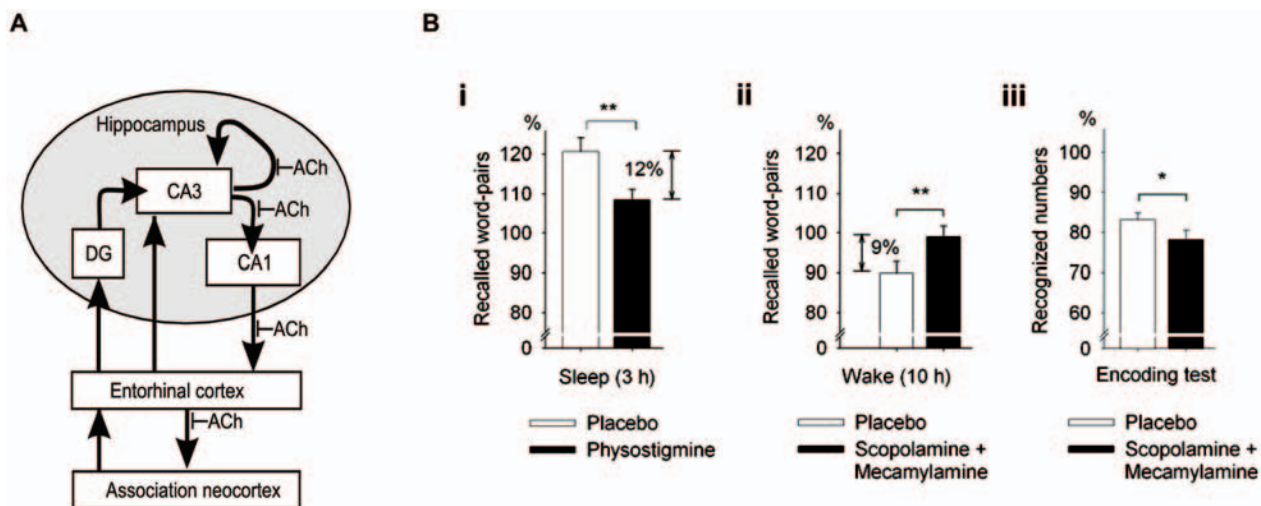 A
Hippocampus
ACh
CA3
ACh
DG
CA1
ACh
Entorhinal cortex
ACh
Association neocortex
B
i
%
**
120
12%
110
100
90
80
0
Recalled word-pairs
Sleep (3 h)
Placebo
Physostigmine
ii
%
120
110
**
100
9%
90
80
0
Recalled word-pairs
Wake (10 h)
Placebo
Scopolamine +
Mecamylamine
iii
%
100
*
90
80
70
60
0
Recognized numbers
Encoding test
Placebo
Scopolamine +
Mecamylamine